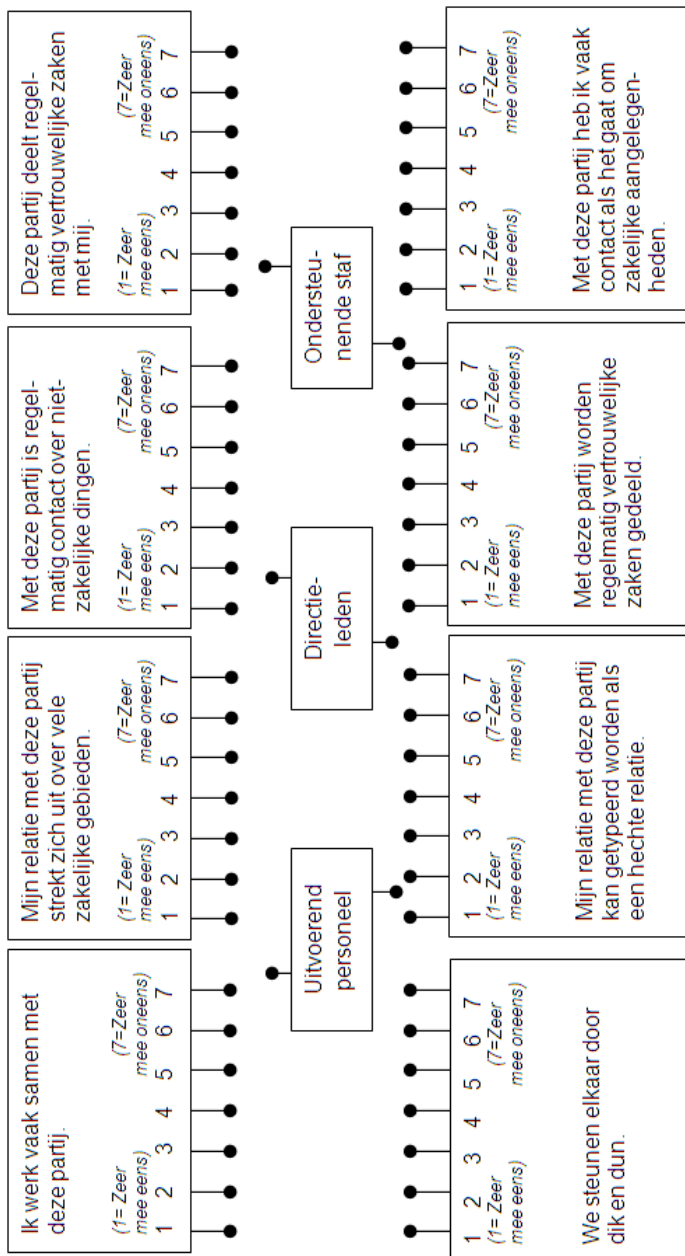 Ik werk vaak samen met
deze partij.
(1= Zeer
mee eens)
(7=Zeer
mee oneens)
1 2 3 4 5 6 7
Mijn relatie met deze partij
strekt zich uit over vele
zakelijke gebieden.
(1= Zeer
mee eens)
(7=Zeer
mee oneens)
1 2 3 4 5 6 7
Met deze partij is regel-
matig contact over niet-
zakelijke dingen.
(1= Zeer
mee eens)
(7=Zeer
mee oneens)
1 2 3 4 5 6 7
Deze partij deelt regel-
matig vertrouwelijke zaken
met mij.
(1= Zeer
mee eens)
(7=Zeer
mee oneens)
1 2 3 4 5 6 7
Uitvoerend
personeel
Directie-
leden
Ondersteu-
nende staf
1 2 3 4 5 6 7
(1= Zeer
mee eens)
(7=Zeer
mee oneens)
We steunen elkaar door
dik en dun.
1 2 3 4 5 6 7
(1= Zeer
mee eens)
(7=Zeer
mee oneens)
Mijn relatie met deze partij
kan getypeerd worden als
een hechte relatie.
1 2 3 4 5 6 7
(1= Zeer
mee eens)
(7=Zeer
mee oneens)
Met deze partij worden
regelmatig vertrouwelijke
zaken gedeeld.
1 2 3 4 5 6 7
(1= Zeer
mee eens)
(7=Zeer
mee oneens)
Met deze partij heb ik vaak
contact als het gaat om
zakelijke aangelegen-
heden.